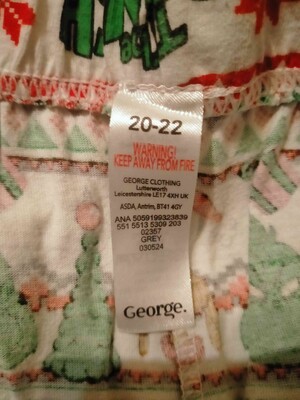 THE
20-22
WARNING!
KEEP AWAY FROM FIRE
GEORGE CLOTHING
Lutterworth
Leicestershire LE17 4XH UK
ASDA, Antrim, BT41 4GY
ANA 5059199323839
551 5513 5309 203
02357
GREY
030524
George.